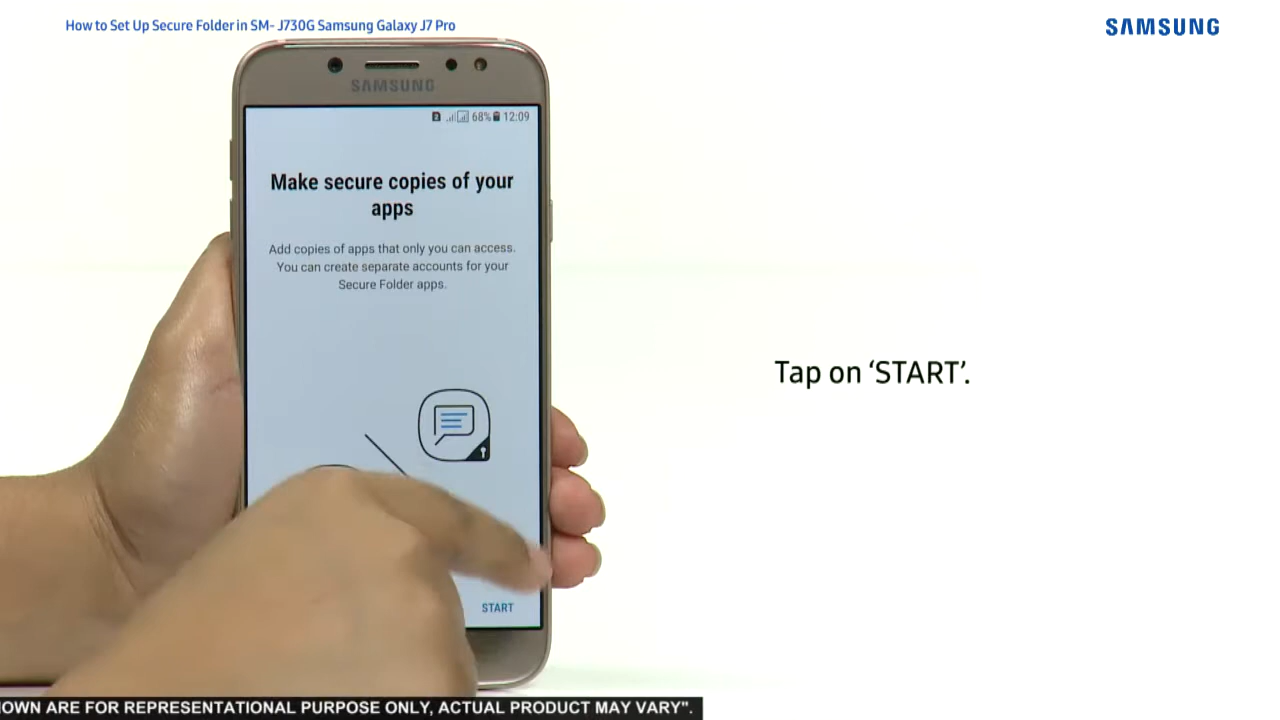 How to Set Up Secure Folder in SM- J730G Samsung Galaxy J7 Pro
SAMSUNG
SAMSUNG
68% 12:09
Make secure copies of your
apps
Add copies of apps that only you can access.
You can create separate accounts for your
Secure Folder apps.
Tap on ‘START’.
START
ARE FOR REPRESENTATIONAL PURPOSE ONLY, ACTUAL PRODUCT MAY VARY".